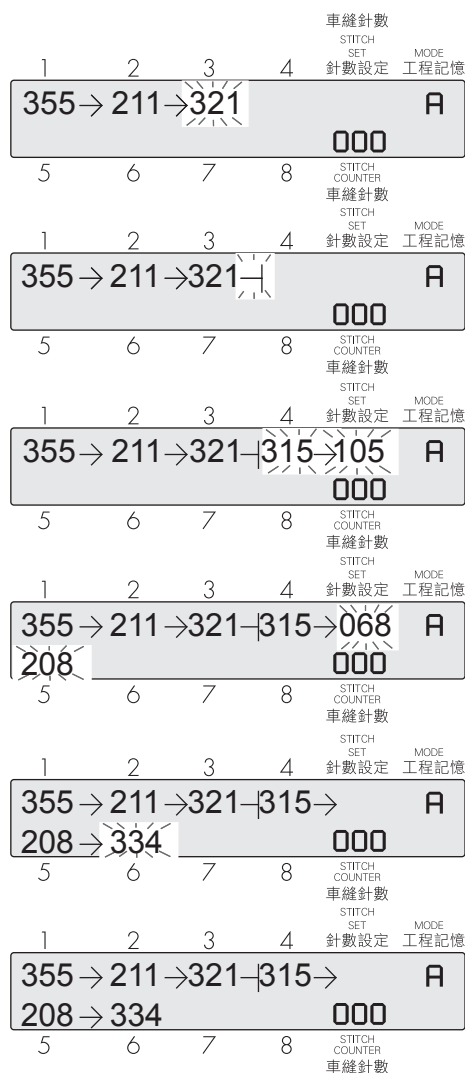 車縫針數
STITCH
SET MODE
1 2 3 4 針數設定 工程記憶
355→211→321 A
000
5 6 7 8 STITCH
COUNTER
車縫針數
STITCH
SET MODE
1 2 3 4 針數設定 工程記憶
355→211→321⊣ A
000
5 6 7 8 STITCH
COUNTER
車縫針數
STITCH
SET MODE
1 2 3 4 針數設定 工程記憶
355→211→321⊣315→105 A
000
5 6 7 8 STITCH
COUNTER
車縫針數
STITCH
SET MODE
1 2 3 4 針數設定 工程記憶
355→211→321⊣315→068 A
208 000
5 6 7 8 STITCH
COUNTER
車縫針數
STITCH
SET MODE
1 2 3 4 針數設定 工程記憶
355→211→321⊣315→ A
208→334 000
5 6 7 8 STITCH
COUNTER
車縫針數
STITCH
SET MODE
1 2 3 4 針數設定 工程記憶
355→211→321⊣315→ A
208→334 000
5 6 7 8 STITCH
COUNTER
車縫針數